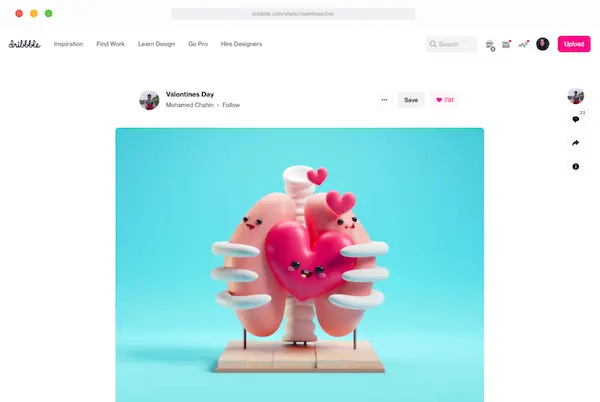 dribbble.com/shots/Valentines-Day
dribbble Inspiration Find Work Learn Design Go Pro Hire Designers Search Upload
Valentines Day
Mohamed Chahin • Follow
... Save 791
23